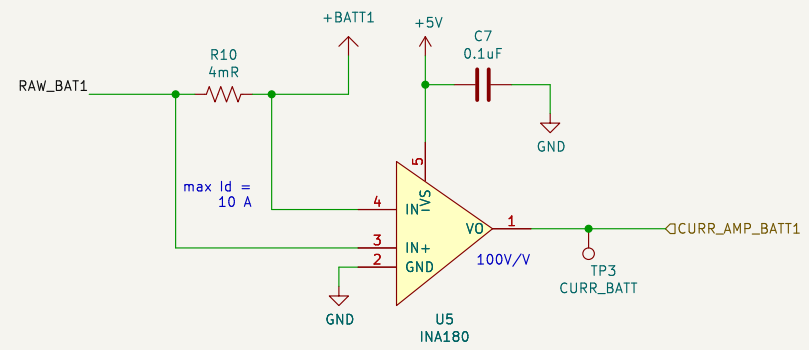 +BATT1
+5V
C7
0.1uF
R10
4mR
RAW_BAT1
GND
5
max Id =
10 A
4
IN-
VS
3
IN+
2
GND
VO
1
100V/V
CURR_AMP_BATT1
TP3
CURR_BATT
GND
U5
INA180